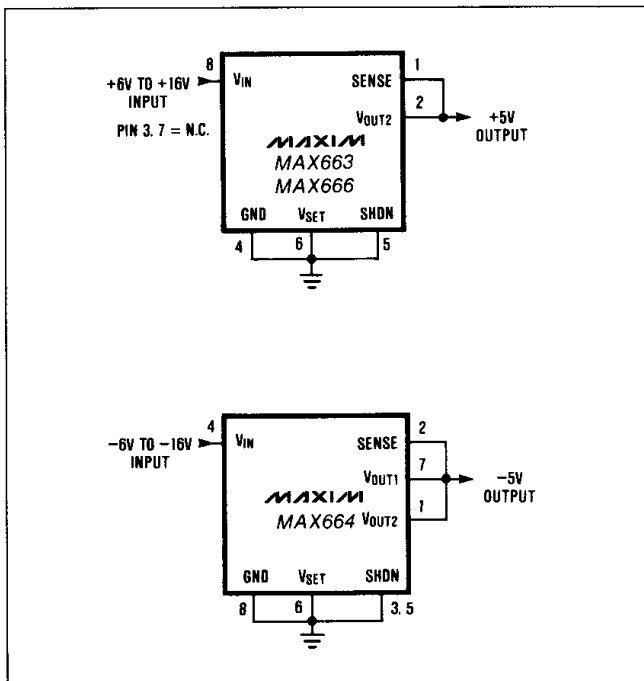 8
+6V TO +16V
INPUT
PIN 3, 7 = N.C.
VIN
SENSE
1
VOUT2
2
+5V
OUTPUT
MAXIM
MAX663
MAX666
GND
VSET
SHDN
4
6
5
4
−6V TO −16V
INPUT
VIN
SENSE
2
VOUT1
7
−5V
OUTPUT
MAXIM
MAX664
VOUT2
1
GND
VSET
SHDN
8
6
3, 5